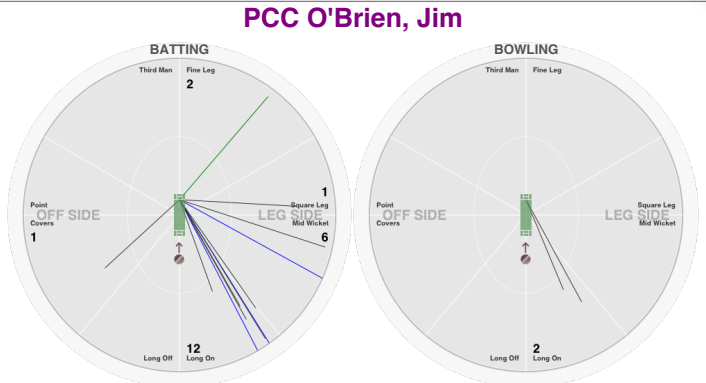 PCC O'Brien, Jim
BATTING
Third Man Fine Leg
2
1
Point
Square Leg
OFF SIDE LEG SIDE
Covers
Mid Wicket
1
6
12
Long Off Long On
BOWLING
Third Man Fine Leg
Point
Square Leg
OFF SIDE LEG SIDE
Covers
Mid Wicket
2
Long Off Long On